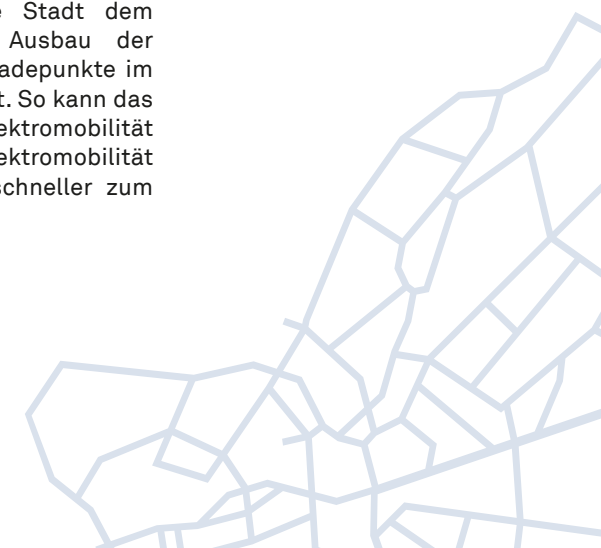 Stadt dem
Ausbau der
adepunkte im
t. So kann das
ektromobilität
ektromobilität
schneller zum